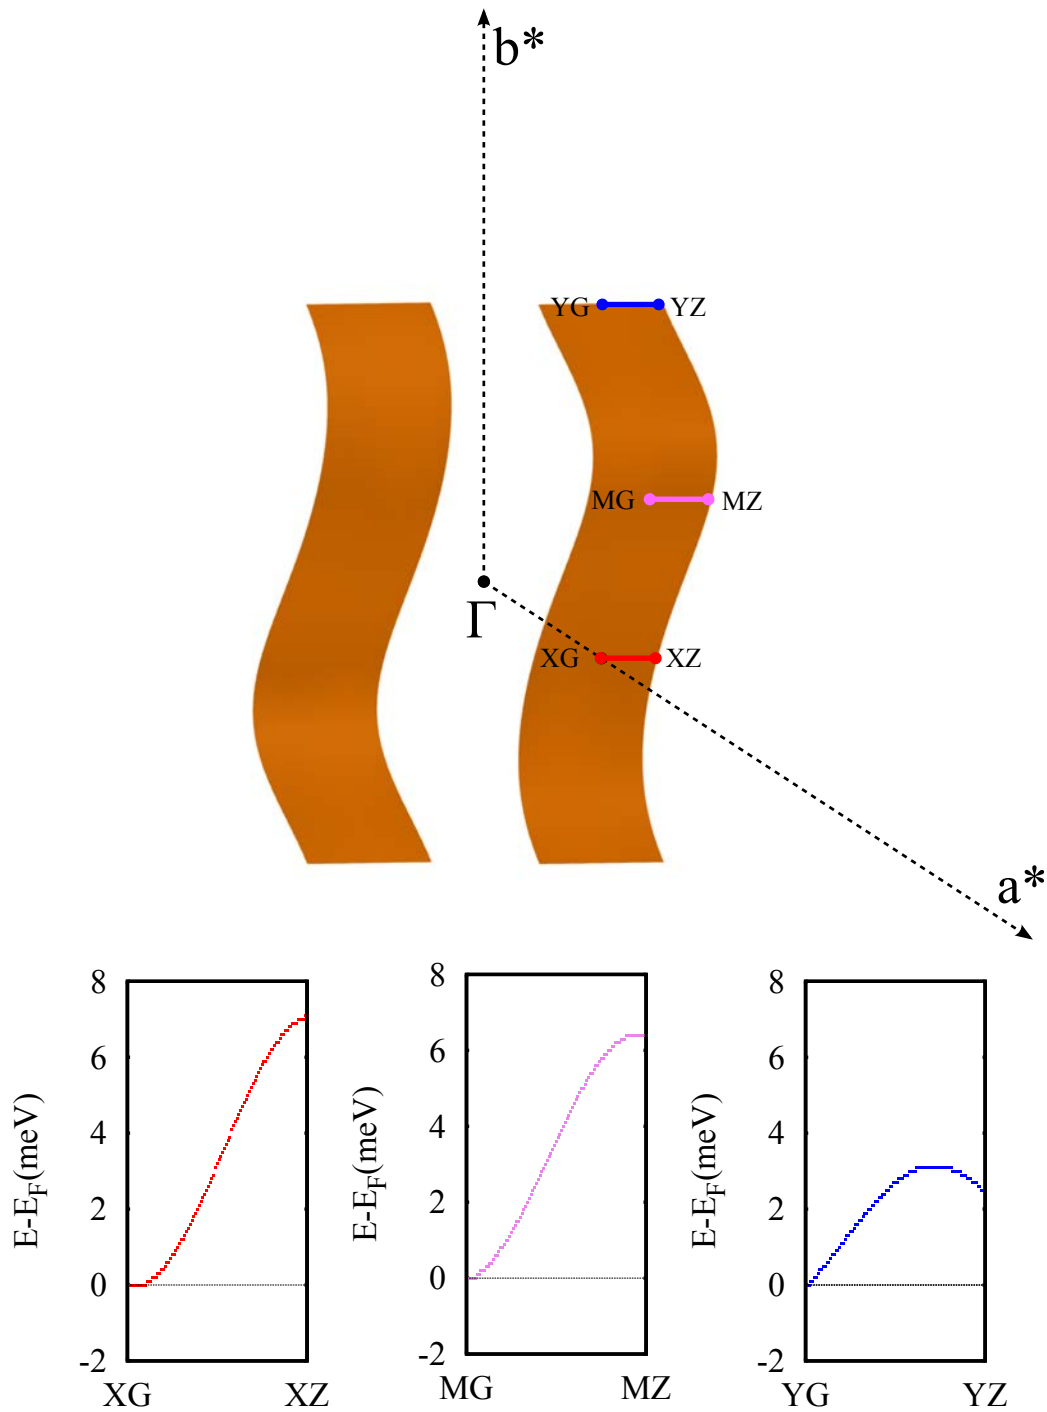 b*
YG YZ
MG MZ
Γ
XG XZ
a*
8 8 8
6 6 6
4 4 4
2 2 2
0 0 0
-2 -2 -2
E-E_F(meV) E-E_F(meV) E-E_F(meV)
XG XZ MG MZ YG YZ